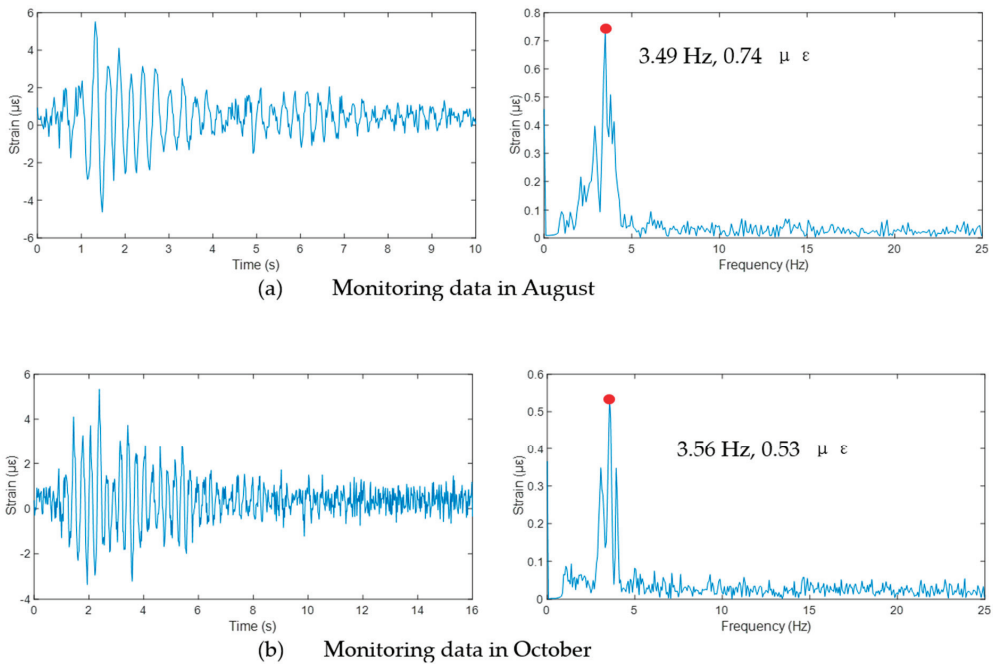 6
4
2
0
-2
-4
-6
Strain (με)
0 1 2 3 4 5 6 7 8 9 10
Time (s)
0.8
0.7
0.6
0.5
0.4
0.3
0.2
0.1
0
Strain (με)
3.49 Hz, 0.74 μ ε
0 5 10 15 20 25
Frequency (Hz)
(a) Monitoring data in August
6
4
2
0
-2
-4
Strain (με)
0 2 4 6 8 10 12 14 16
Time (s)
0.6
0.5
0.4
0.3
0.2
0.1
0
Strain (με)
3.56 Hz, 0.53 μ ε
0 5 10 15 20 25
Frequency (Hz)
(b) Monitoring data in October